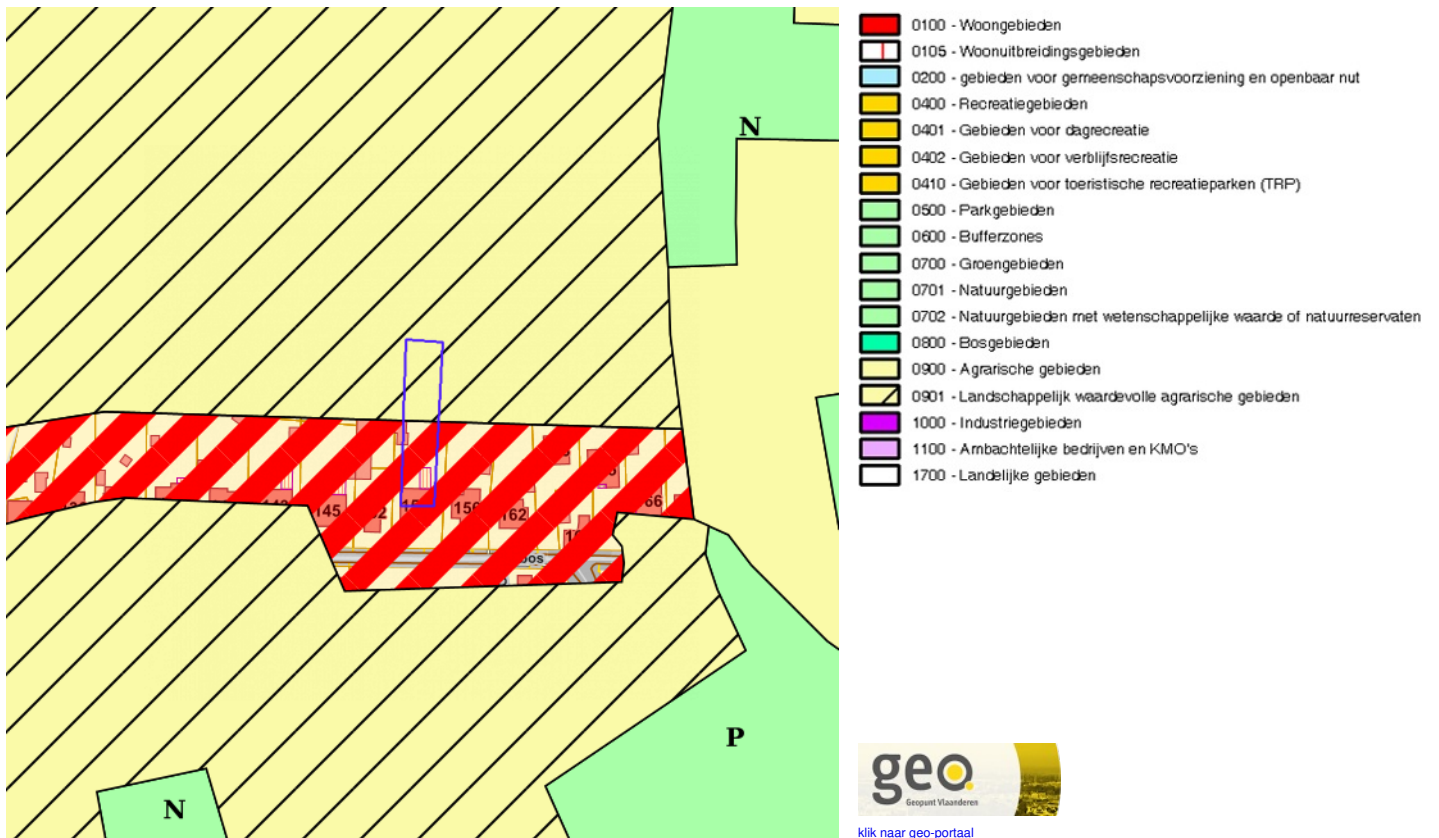 N
145
156
162
P
N
0100 - Woongebieden
0105 - Woonuitbreidingsgebieden
0200 - gebieden voor gemeenschapsvoorziening en openbaar nut
0400 - Recreatiegebieden
0401 - Gebieden voor dagrecreatie
0402 - Gebieden voor verblijfsrecreatie
0410 - Gebieden voor toeristische recreatieparken (TRP)
0500 - Parkgebieden
0600 - Bufferzones
0700 - Groengebieden
0701 - Natuurgebieden
0702 - Natuurgebieden met wetenschappelijke waarde of natuurreservaten
0800 - Bosgebieden
0900 - Agrarische gebieden
0901 - Landschappelijk waardevolle agrarische gebieden
1000 - Industriegebieden
1100 - Ambachtelijke bedrijven en KMO's
1700 - Landelijke gebieden
geo.
Geopunt Vlaanderen
klik naar geo-portaal